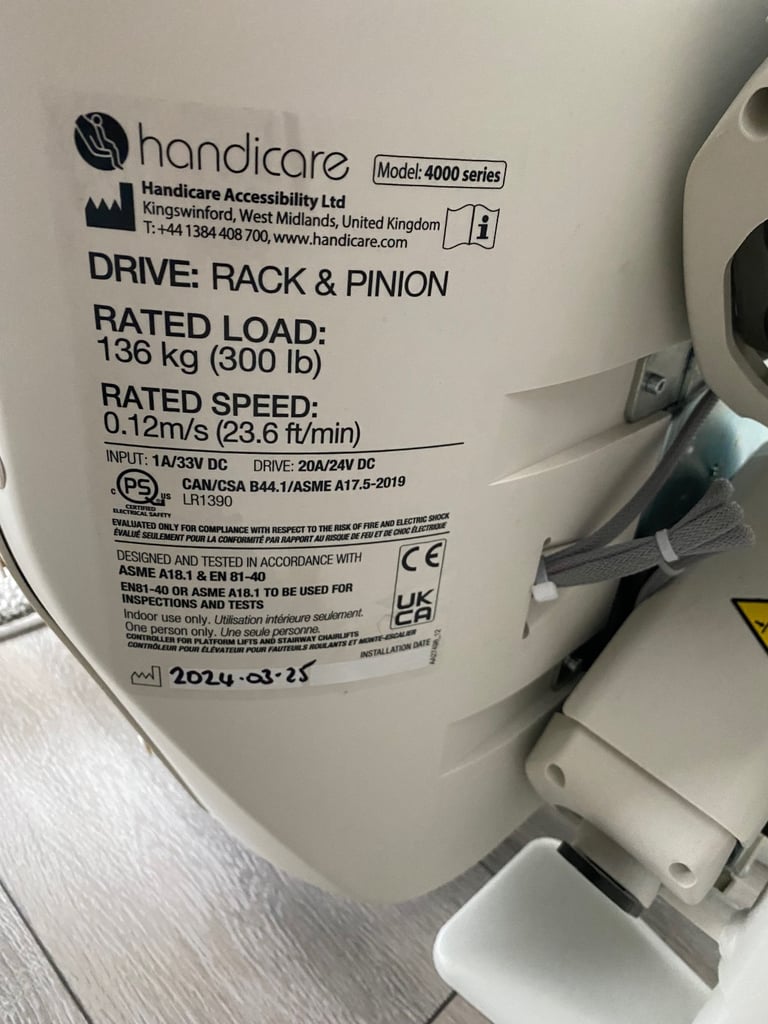 handicare
Model: 4000 series
Handicare Accessibility Ltd
Kingswinford, West Midlands, United Kingdom
T:+44 1384 408 700, www.handicare.com
i
DRIVE: RACK & PINION
RATED LOAD:
136 kg (300 lb)
RATED SPEED:
0.12m/s (23.6 ft/min)
INPUT: 1A/33V DC DRIVE: 20A/24V DC
C PS US
CERTIFIED
ELECTRICAL SAFETY
CAN/CSA B44.1/ASME A17.5-2019
LR1390
EVALUATED ONLY FOR COMPLIANCE WITH RESPECT TO THE RISK OF FIRE AND ELECTRIC SHOCK
ÉVALUÉ SEULEMENT POUR LA CONFORMITÉ PAR RAPPORT AU RISQUE DE FEU ET DE CHOC ÉLECTRIQUE
DESIGNED AND TESTED IN ACCORDANCE WITH
ASME A18.1 & EN 81-40
EN81-40 OR ASME A18.1 TO BE USED FOR
INSPECTIONS AND TESTS
CE
UK
CA
Indoor use only. Utilisation intérieure seulement.
One person only. Une seule personne.
CONTROLLER FOR PLATFORM LIFTS AND STAIRWAY CHAIRLIFTS
CONTRÔLEUR POUR ÉLÉVATEUR POUR FAUTEUILS ROULANTS ET MONTE-ESCALIER
INSTALLATION DATE
2024-03-25